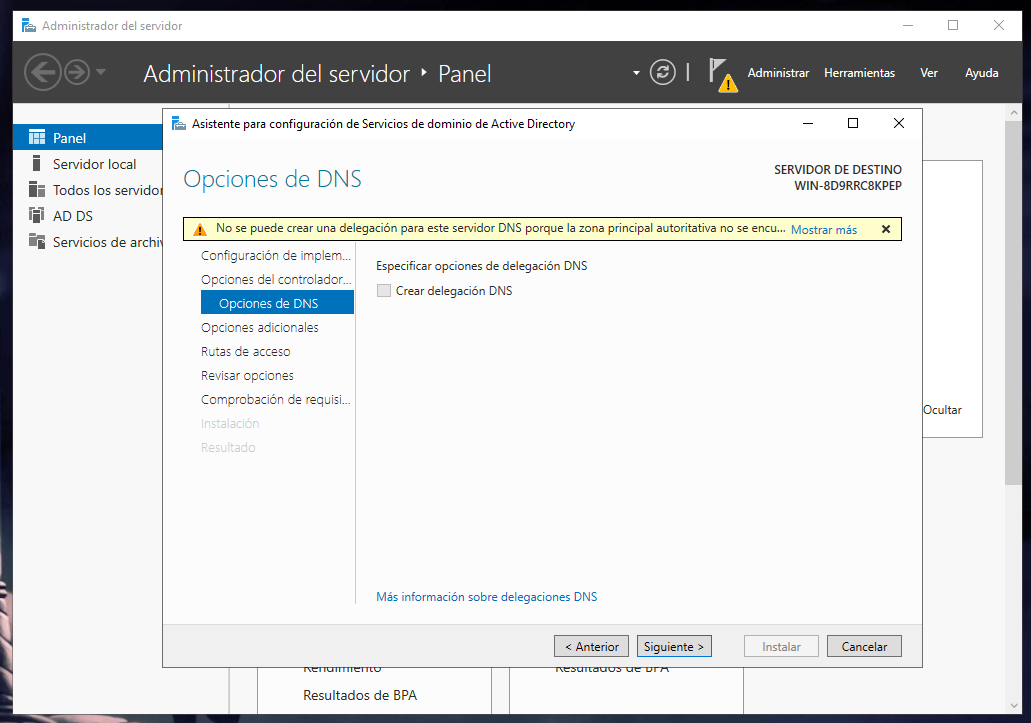 Administrador del servidor
Administrador del servidor Panel
Administrar Herramientas Ver Ayuda
Panel
Servidor local
Todos los servidor
AD DS
Servicios de archiv
Asistente para configuración de Servicios de dominio de Active Directory
Opciones de DNS
SERVIDOR DE DESTINO
WIN-8D9RRC8KPEP
No se puede crear una delegación para este servidor DNS porque la zona principal autoritativa no se encu... Mostrar más
Configuración de implem...
Opciones del controlador...
Opciones de DNS
Opciones adicionales
Rutas de acceso
Revisar opciones
Comprobación de requisi...
Instalación
Resultado
Especificar opciones de delegación DNS
Crear delegación DNS
Más información sobre delegaciones DNS
< Anterior Siguiente > Instalar Cancelar
Ocultar
Rendimiento
Resultados de BPA
Resultados de BPA